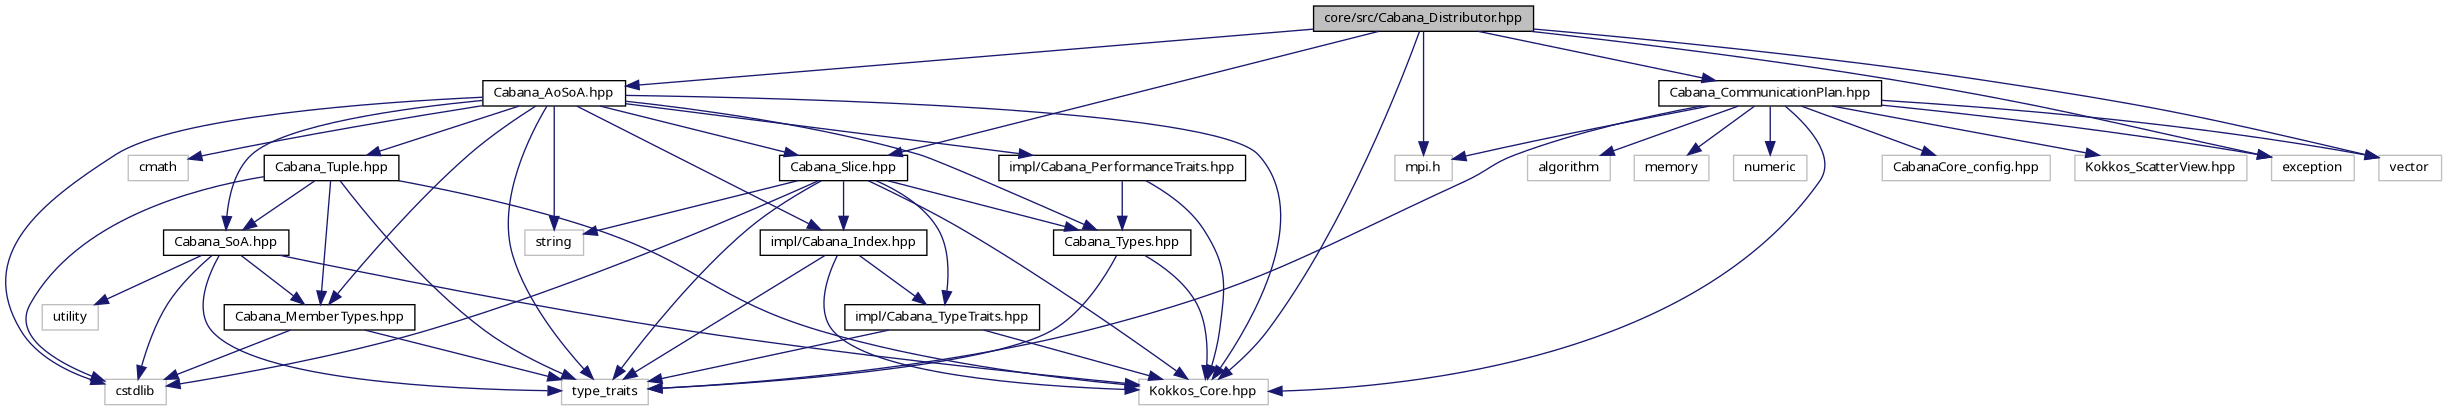 core/src/Cabana_Distributor.hpp
Cabana_AoSoA.hpp
Cabana_CommunicationPlan.hpp
cmath
Cabana_Tuple.hpp
Cabana_Slice.hpp
impl/Cabana_PerformanceTraits.hpp
mpi.h
algorithm
memory
numeric
CabanaCore_config.hpp
Kokkos_ScatterView.hpp
exception
vector
Cabana_SoA.hpp
string
impl/Cabana_Index.hpp
Cabana_Types.hpp
utility
Cabana_MemberTypes.hpp
impl/Cabana_TypeTraits.hpp
cstdlib
type_traits
Kokkos_Core.hpp